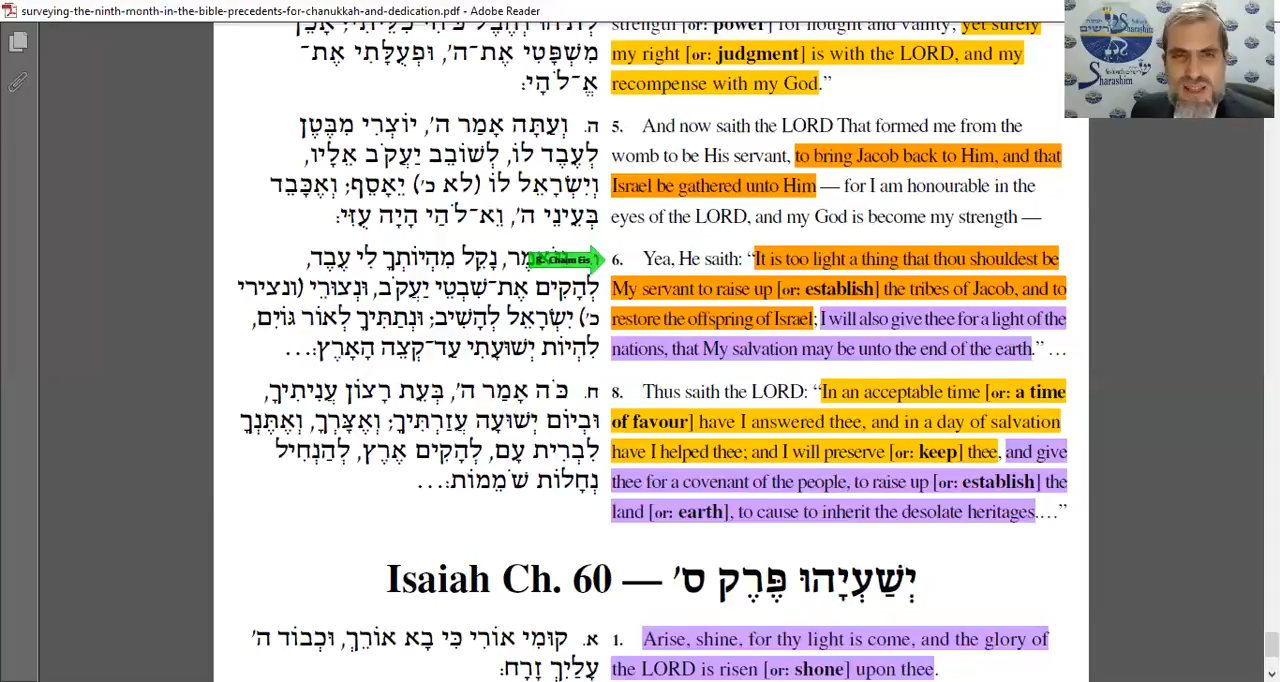 surveying-the-ninth-month-in-the-bible-precedents-for-chanukkah-and-dedication.pdf - Adobe Reader
strength [or: power] for nought and vanity; yet surely
my right [or: judgment] is with the LORD, and my
recompense with my God.”
מִשְׁפָּטִי אֶת־ה', וּפְעֻלָּתִי אֶת־
אֱ־לֹהָי:
5. And now saith the LORD That formed me from the
womb to be His servant, to bring Jacob back to Him, and that
Israel be gathered unto Him — for I am honourable in the
eyes of the LORD, and my God is become my strength —
ה. וְעַתָּה אָמַר ה', יוֹצְרִי מִבֶּטֶן
לְעֶבֶד לוֹ, לְשׁוֹבֵב יַעֲקֹב אֵלָיו,
וְיִשְׂרָאֵל לוֹ (לא כ') יֵאָסֵף; וְאֶכָּבֵד
בְּעֵינֵי ה', וֵא־לֹהַי הָיָה עֻזִּי:
R. Chaim Eis
6. Yea, He said: “It is too light a thing that thou shouldest be
My servant to raise up [or: establish] the tribes of Jacob, and to
restore the offspring of Israel; I will also give thee for a light of the
nations, that My salvation may be unto the end of the earth.” …
נָקֵל מִהְיוֹתְךָ לִי עֶבֶד,
לְהָקִים אֶת־שִׁבְטֵי יַעֲקֹב, וּנְצוּרֵי (ונצירי
כ') יִשְׂרָאֵל לְהָשִׁיב; וּנְתַתִּיךָ לְאוֹר גּוֹיִם,
לִהְיוֹת יְשׁוּעָתִי עַד־קְצֵה הָאָרֶץ:…
8. Thus saith the LORD: “In an acceptable time [or: a time
of favour] have I answered thee, and in a day of salvation
have I helped thee; and I will preserve [or: keep] thee, and give
thee for a covenant of the people, to raise up [or: establish] the
land [or: earth], to cause to inherit the desolate heritages.…”
ח. כֹּה אָמַר ה', בְּעֵת רָצוֹן עֲנִיתִיךָ,
וּבְיוֹם יְשׁוּעָה עֲזַרְתִּיךָ; וְאֶצָּרְךָ, וְאֶתֶּנְךָ
לִבְרִית עָם, לְהָקִים אֶרֶץ, לְהַנְחִיל
נְחָלוֹת שֹׁמֵמוֹת:…
Isaiah Ch. 60 — יְשַׁעְיָהוּ פֶּרֶק ס'
1. Arise, shine, for thy light is come, and the glory of
the LORD is risen [or: shone] upon thee.
א. קוּמִי אוֹרִי כִּי בָא אוֹרֵךְ, וּכְבוֹד ה'
עָלַיִךְ זָרָח: